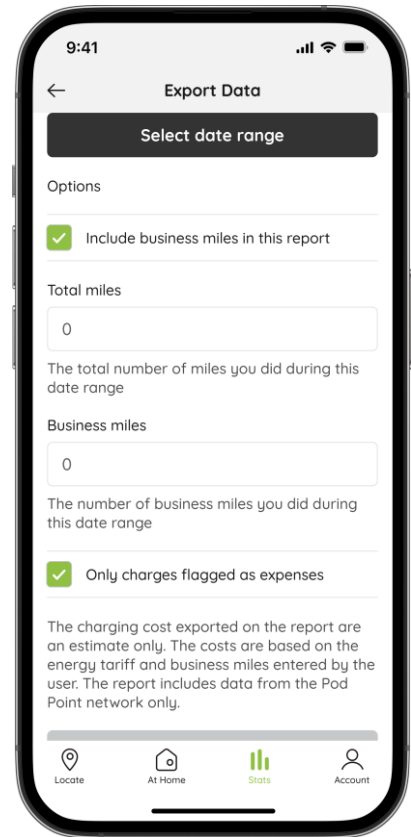 9:41
Export Data
Select date range
Options
Include business miles in this report
Total miles
0
The total number of miles you did during this
date range
Business miles
0
The number of business miles you did during
this date range
Only charges flagged as expenses
The charging cost exported on the report are
an estimate only. The costs are based on the
energy tariff and business miles entered by the
user. The report includes data from the Pod
Point network only.
Locate
At Home
Stats
Account